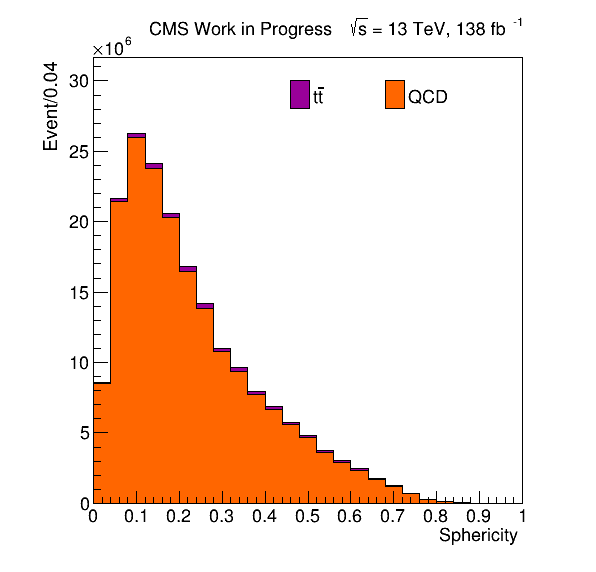 CMS Work in Progress √s = 13 TeV, 138 fb⁻¹
×10⁶
Event/0.04
30
25
20
15
10
5
0
tt̄
QCD
0 0.1 0.2 0.3 0.4 0.5 0.6 0.7 0.8 0.9 1
Sphericity